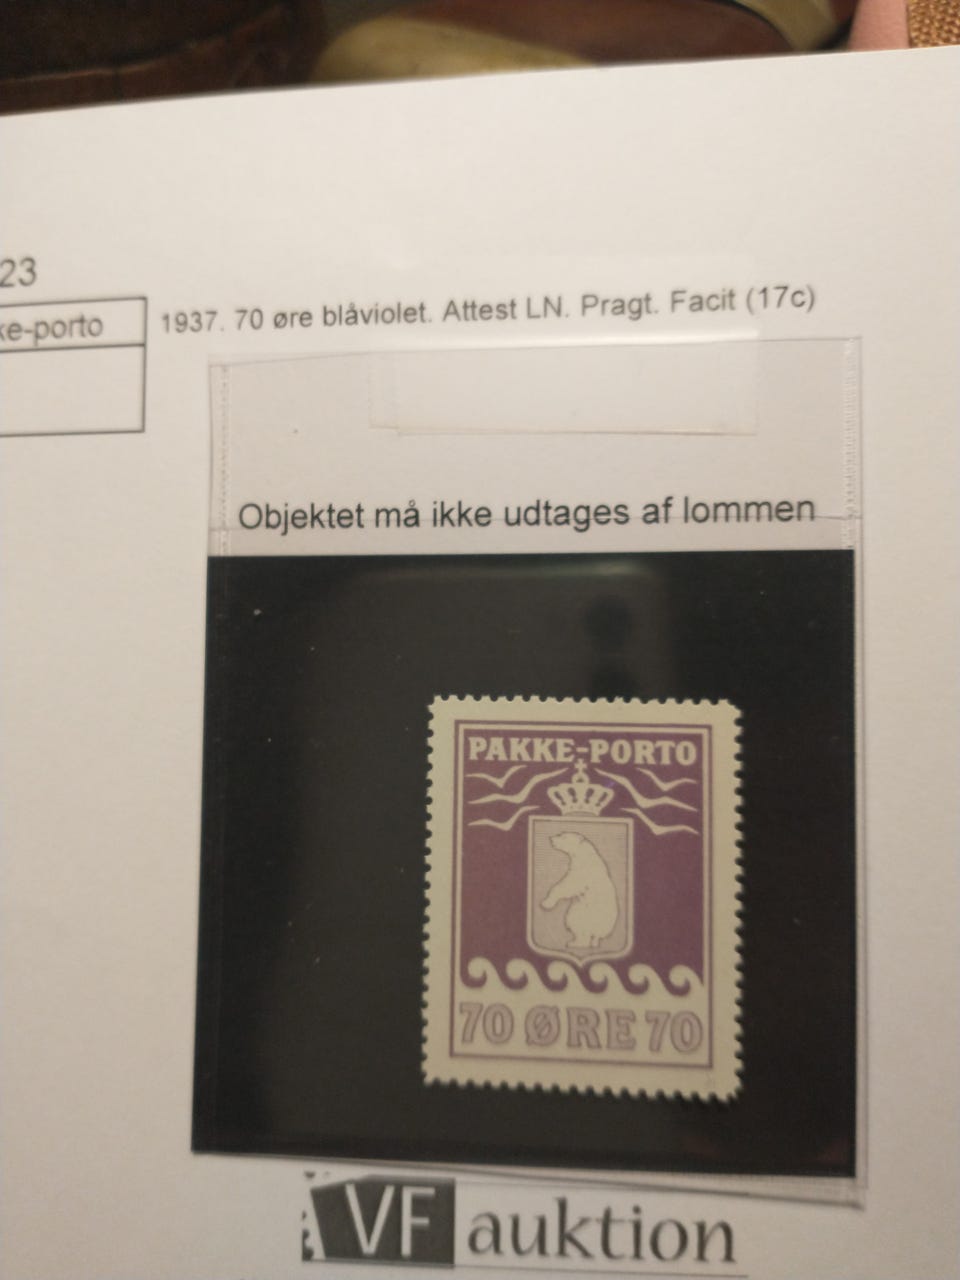 23
ke-porto
1937. 70 øre blåviolet. Attest LN. Pragt. Facit (17c)
Objektet må ikke udtages af lommen
PAKKE-PORTO
70 ØRE 70
VF auktion